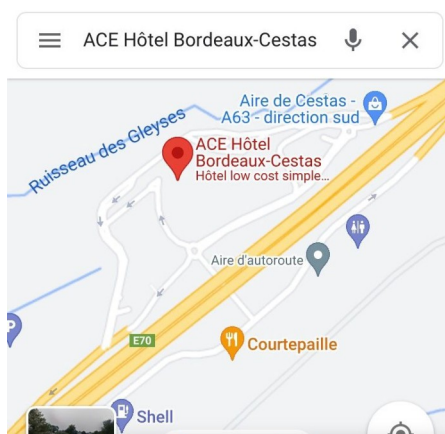 ACE Hôtel Bordeaux-Cestas
Aire de Cestas -
A63 - direction sud
Ruisseau des Gleyses
ACE Hôtel
Bordeaux-Cestas
Hôtel low cost simple...
Aire d'autoroute
E70
Courtepaille
P
Shell